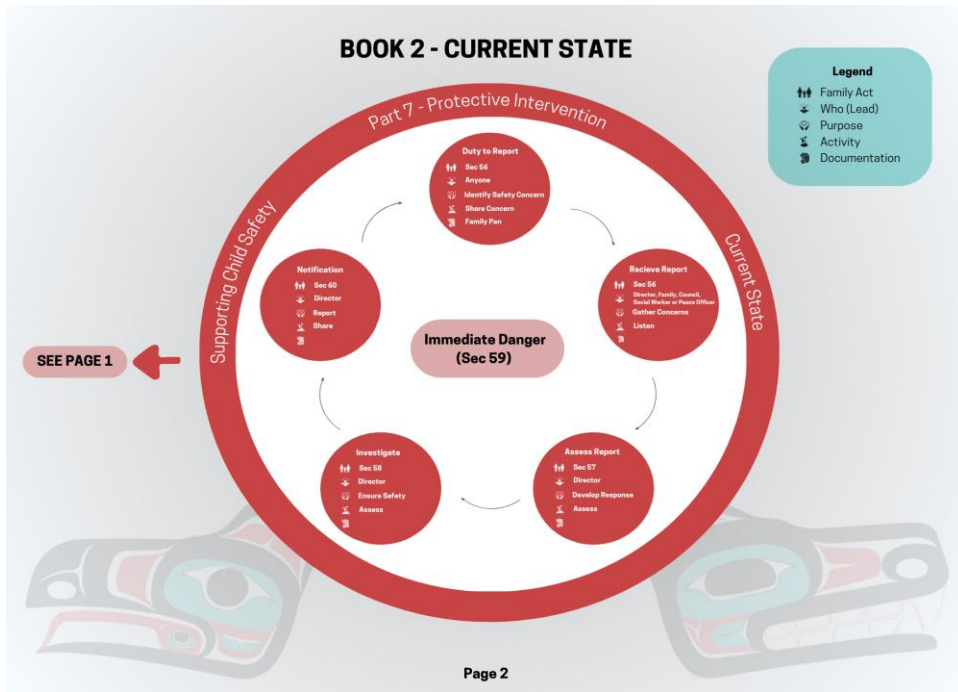 BOOK 2 - CURRENT STATE
Legend
Family Act
Who (Lead)
Purpose
Activity
Documentation
Part 7 - Protective Intervention
Supporting Child Safety
Current State
Duty to Report
Sec 56
Anyone
Identify Safety Concern
Share Concern
Family Pan
Recieve Report
Sec 56
Director, Family, Council,
Social Worker or Peace Officer
Gather Concerns
Listen
Assess Report
Sec 57
Director
Develop Response
Assess
Investigate
Sec 58
Director
Ensure Safety
Assess
Notification
Sec 60
Director
Report
Share
Immediate Danger
(Sec 59)
SEE PAGE 1
Page 2